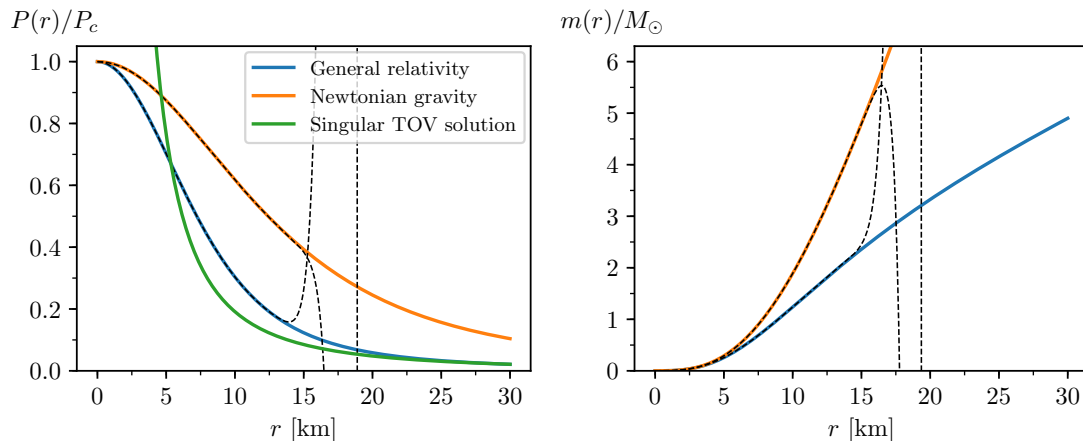 P(r)/P_c
1.0
0.8
0.6
0.4
0.2
0.0
0 5 10 15 20 25 30
r [km]
General relativity
Newtonian gravity
Singular TOV solution
m(r)/M_⊙
6
5
4
3
2
1
0
0 5 10 15 20 25 30
r [km]